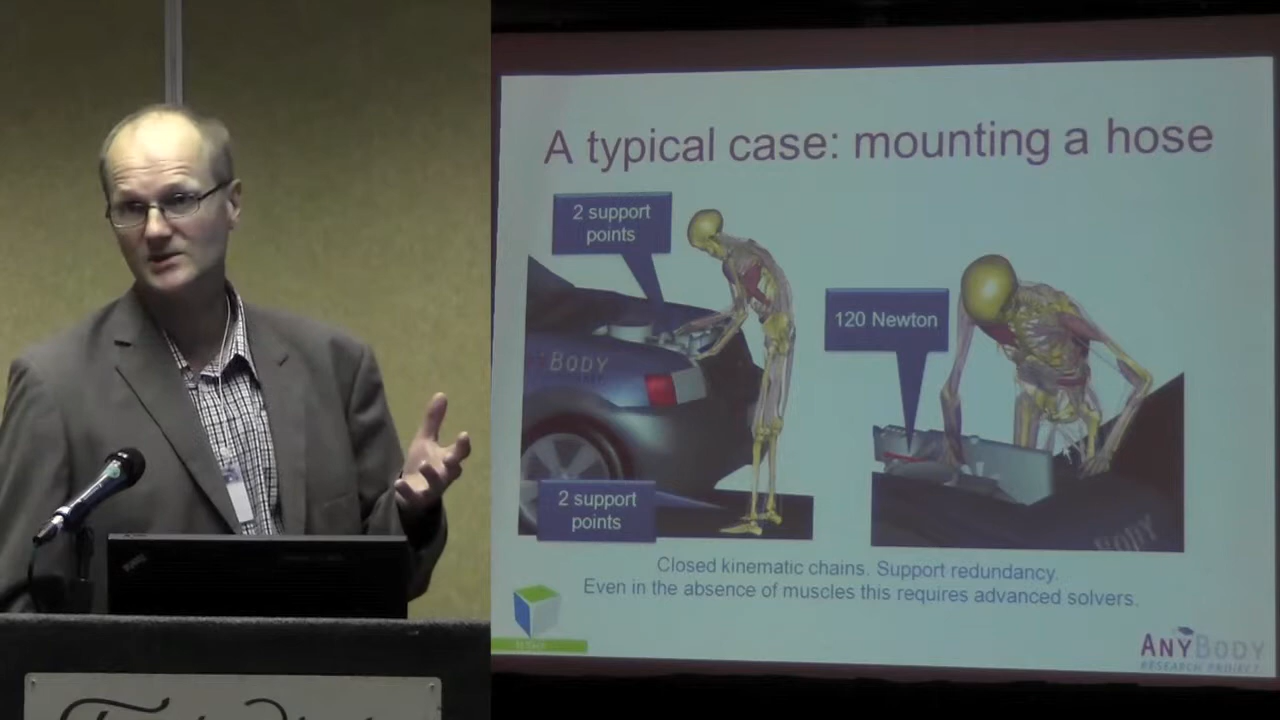 A typical case: mounting a hose
2 support
points
120 Newton
BODY
2 support
points
BODY
Closed kinematic chains. Support redundancy.
Even in the absence of muscles this requires advanced solvers.
ANYBODY
RESEARCH PROJECT